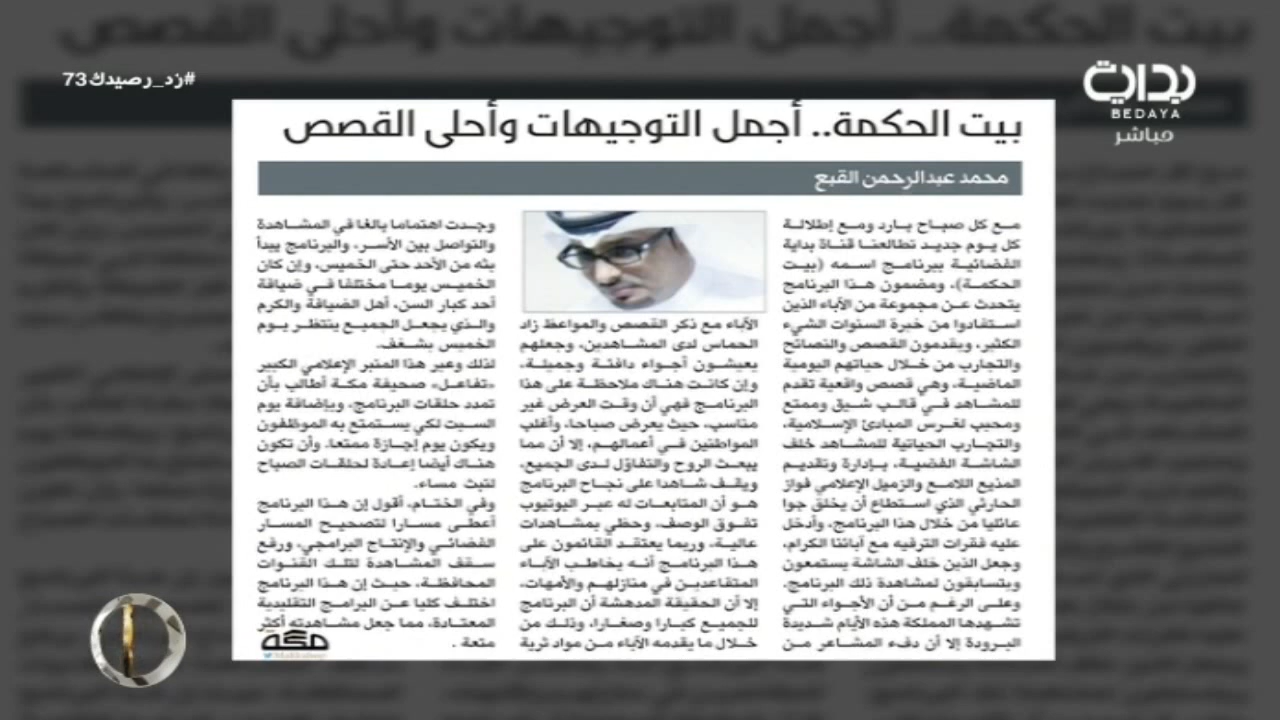 #زد_رصيدك73
بداية
BEDAYA
مباشر
بيت الحكمة.. أجمل التوجيهات وأحلى القصص
محمد عبدالرحمن القبع
مع كل صباح بارد ومع إطلالة
كل يوم جديد تطالعنا قناة بداية
الفضائية ببرنامج اسمه (بيت
الحكمة)، ومضمون هذا البرنامج
يتحدث عن مجموعة من الآباء الذين
استفادوا من خبرة السنوات الشيء
الكثير، ويقدمون القصص والنصائح
والتجارب من خلال حياتهم اليومية
الماضية، وهي قصص واقعية تقدم
للمشاهد في قالب شيق وممتع
ومحبب لغرس المبادئ الإسلامية،
والتجارب الحياتية للمشاهد خلف
الشاشة الفضية، بإدارة وتقديم
المذيع اللامع والزميل الإعلامي فواز
الحارثي الذي استطاع أن يخلق جوا
عائليا من خلال هذا البرنامج، وأدخل
عليه فقرات الترفيه مع آبائنا الكرام،
وجعل الذين خلف الشاشة يستمعون
ويتسابقون لمشاهدة ذلك البرنامج،
وعلى الرغم من أن الأجواء التي
تشهدها المملكة هذه الأيام شديدة
البرودة إلا أن دفء المشاعر من
الآباء مع ذكر القصص والمواعظ زاد
الحماس لدى المشاهدين، وجعلهم
يعيشون أجواء دافئة وجميلة،
وإن كانت هناك ملاحظة على هذا
البرنامج فهي أن وقت العرض غير
مناسب، حيث يعرض صباحا، وأغلب
المواطنين في أعمالهم، إلا أن مما
يبعث الروح والتفاؤل لدى الجميع،
ويقف شاهدا على نجاح البرنامج
هو أن المتابعات له عبر اليوتيوب
تفوق الوصف، وحظي بمشاهدات
عالية، وربما يعتقد القائمون على
هذا البرنامج أنه يخاطب الآباء
المتقاعدين في منازلهم والأمهات،
إلا أن الحقيقة المدهشة أن البرنامج
للجميع كبارا وصغارا، وذلك من
خلال ما يقدمه الآباء من مواد ثرية
وجدت اهتماما بالغا في المشاهدة
والتواصل بين الأسر، والبرنامج يبدأ
بثه من الأحد حتى الخميس، وإن كان
الخميس يوما مختلفا في ضيافة
أحد كبار السن، أهل الضيافة والكرم
والذي يجعل الجميع ينتظر يوم
الخميس بشغف.
لذلك وعبر هذا المنبر الإعلامي الكبير
«تفاعل» صحيفة مكة أطالب بأن
تمدد حلقات البرنامج، وبإضافة يوم
السبت لكي يستمتع به الموظفون
ويكون يوم إجازة ممتعا. وأن تكون
هناك أيضا إعادة لحلقات الصباح
لتبث مساء.
وفي الختام، أقول إن هذا البرنامج
أعطى مسارا لتصحيح المسار
الفضائي والإنتاج البرامجي، ورفع
سقف المشاهدة لتلك القنوات
المحافظة، حيث إن هذا البرنامج
اختلف كليا عن البرامج التقليدية
المعتادة، مما جعل مشاهدته أكثر
متعة.
مكة